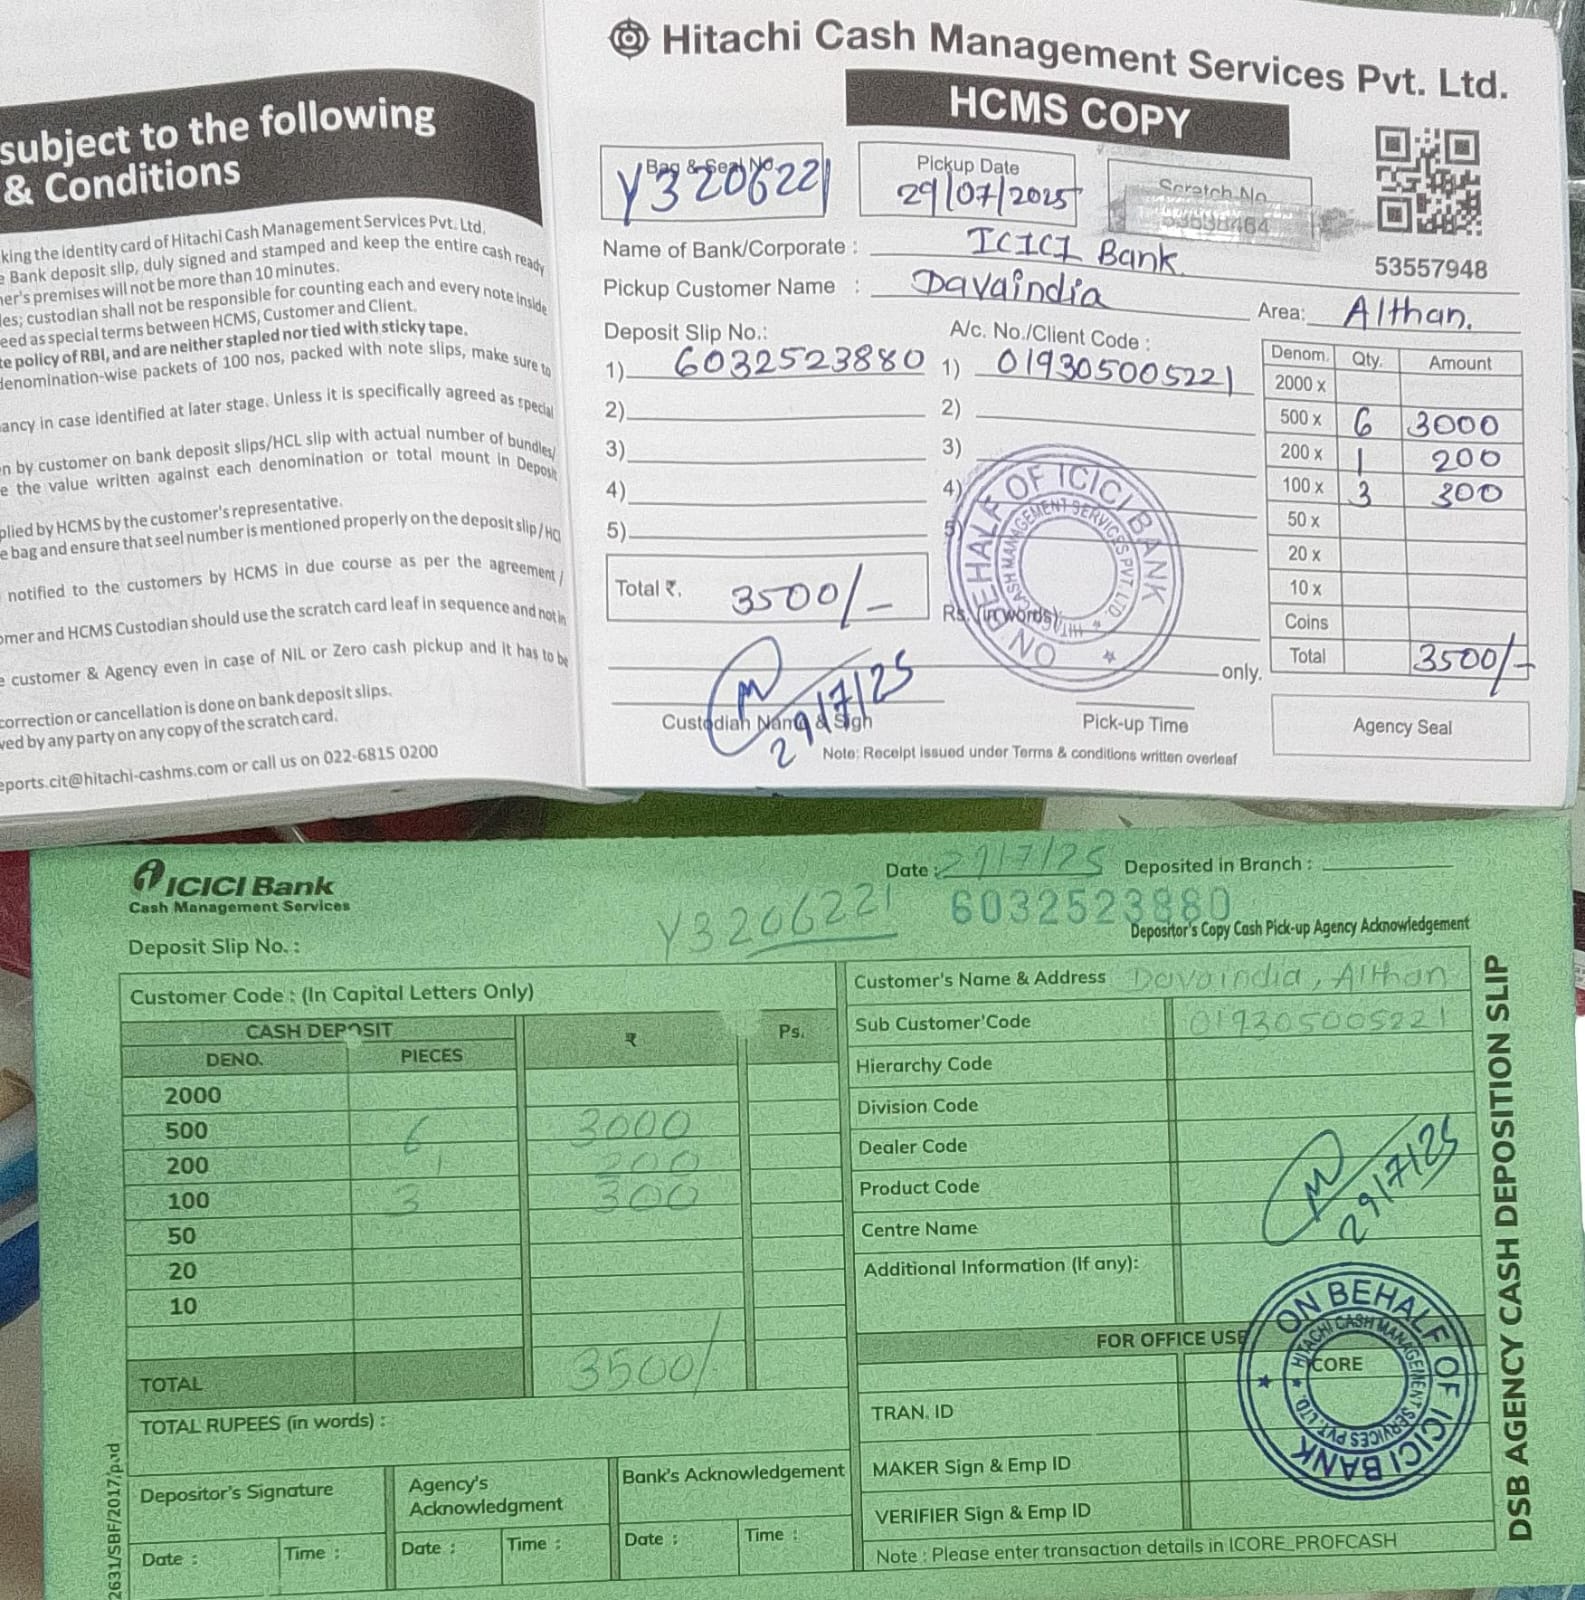 subject to the following
& Conditions
king the identity card of Hitachi Cash Management Services Pvt. Ltd.
Bank deposit slip, duly signed and stamped and keep the entire cash ready
ner's premises will not be more than 10 minutes.
les; custodian shall not be responsible for counting each and every note inside
eed as special terms between HCMS, Customer and Client.
te policy of RBI, and are neither stapled nor tied with sticky tape.
denomination-wise packets of 100 nos, packed with note slips, make sure to
ancy in case identified at later stage. Unless it is specifically agreed as special
n by customer on bank deposit slips/HCL slip with actual number of bundles/
e the value written against each denomination or total mount in Deposit
plied by HCMS by the customer's representative.
e bag and ensure that seel number is mentioned properly on the deposit slip/HCl
notified to the customers by HCMS in due course as per the agreement /
omer and HCMS Custodian should use the scratch card leaf in sequence and not in
e customer & Agency even in case of NIL or Zero cash pickup and it has to be
correction or cancellation is done on bank deposit slips.
ved by any party on any copy of the scratch card.
eports.cit@hitachi-cashms.com or call us on 022-6815 0200
Hitachi Cash Management Services Pvt. Ltd.
HCMS COPY
Bag & Seal No. Y3206221
Pickup Date 29/07/2025
Scratch No.
53557948
Name of Bank/Corporate : ICICI Bank
Pickup Customer Name : Davaindia Area: Althan.
Deposit Slip No.: A/c. No./Client Code :
1) 6032523880 1) 019305005221
2) 2)
3) 3)
4) 4)
5) 5)
Denom. Qty. Amount
2000 x
500 x 6 3000
200 x 1 200
100 x 3 300
50 x
20 x
10 x
Coins
Total 3500/-
Total ₹. 3500/-
Rs. (in words)
only.
ON BEHALF OF ICICI BANK
HITACHI CASH MANAGEMENT SERVICES PVT. LTD.
29/7/25
Custodian Name & Sign Pick-up Time Agency Seal
Note: Receipt issued under Terms & conditions written overleaf
ICICI Bank
Cash Management Services
Date : 29/7/25 Deposited in Branch :
Y3206221 6032523880
Depositor's Copy Cash Pick-up Agency Acknowledgement
Deposit Slip No. :
Customer Code : (In Capital Letters Only)
CASH DEPOSIT ₹ Ps.
DENO. PIECES
2000
500 6 3000
200 1 200
100 3 300
50
20
10
TOTAL 3500/
TOTAL RUPEES (in words) :
Depositor's Signature
Date : Time :
Agency's
Acknowledgment
Date : Time :
Bank's Acknowledgement
Date : Time :
Customer's Name & Address Davaindia, Althan
Sub Customer'Code 019305005221
Hierarchy Code
Division Code
Dealer Code
Product Code
Centre Name
Additional Information (If any):
29/7/25
FOR OFFICE USE
ICORE
TRAN. ID
MAKER Sign & Emp ID
VERIFIER Sign & Emp ID
Note : Please enter transaction details in ICORE_PROFCASH
ON BEHALF OF ICICI BANK
HITACHI CASH MANAGEMENT SERVICES PVT. LTD.
DSB AGENCY CASH DEPOSITION SLIP